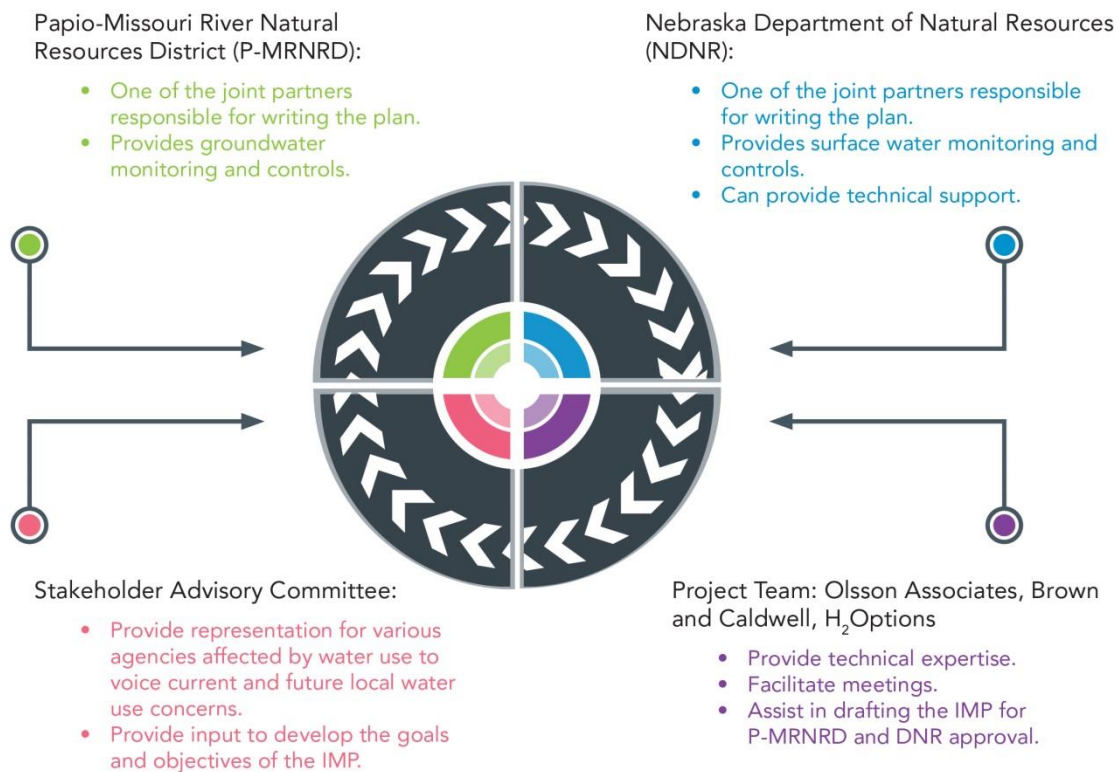 Papio-Missouri River Natural
Resources District (P-MRNRD):
• One of the joint partners
responsible for writing the plan.
• Provides groundwater
monitoring and controls.
Nebraska Department of Natural Resources
(NDNR):
• One of the joint partners responsible
for writing the plan.
• Provides surface water monitoring and
controls.
• Can provide technical support.
Stakeholder Advisory Committee:
• Provide representation for various
agencies affected by water use to
voice current and future local water
use concerns.
• Provide input to develop the goals
and objectives of the IMP.
Project Team: Olsson Associates, Brown
and Caldwell, H₂Options
• Provide technical expertise.
• Facilitate meetings.
• Assist in drafting the IMP for
P-MRNRD and DNR approval.